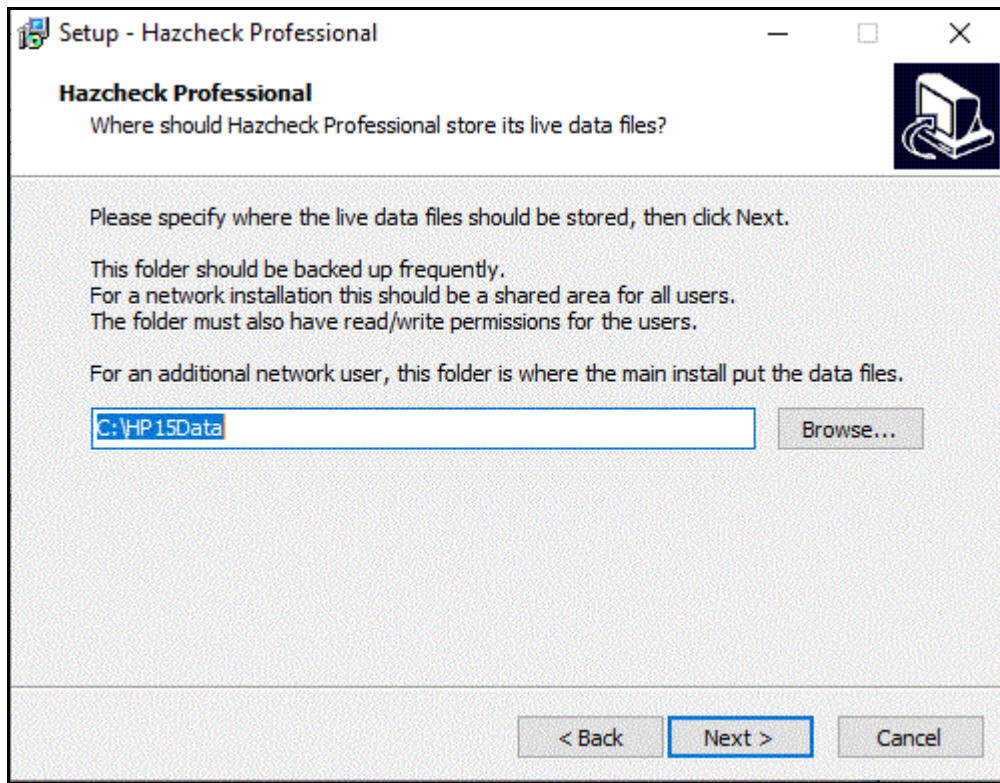 Setup - Hazcheck Professional
Hazcheck Professional
Where should Hazcheck Professional store its live data files?
Please specify where the live data files should be stored, then click Next.
This folder should be backed up frequently.
For a network installation this should be a shared area for all users.
The folder must also have read/write permissions for the users.
For an additional network user, this folder is where the main install put the data files.
C:\HP15Data
Browse...
< Back
Next >
Cancel